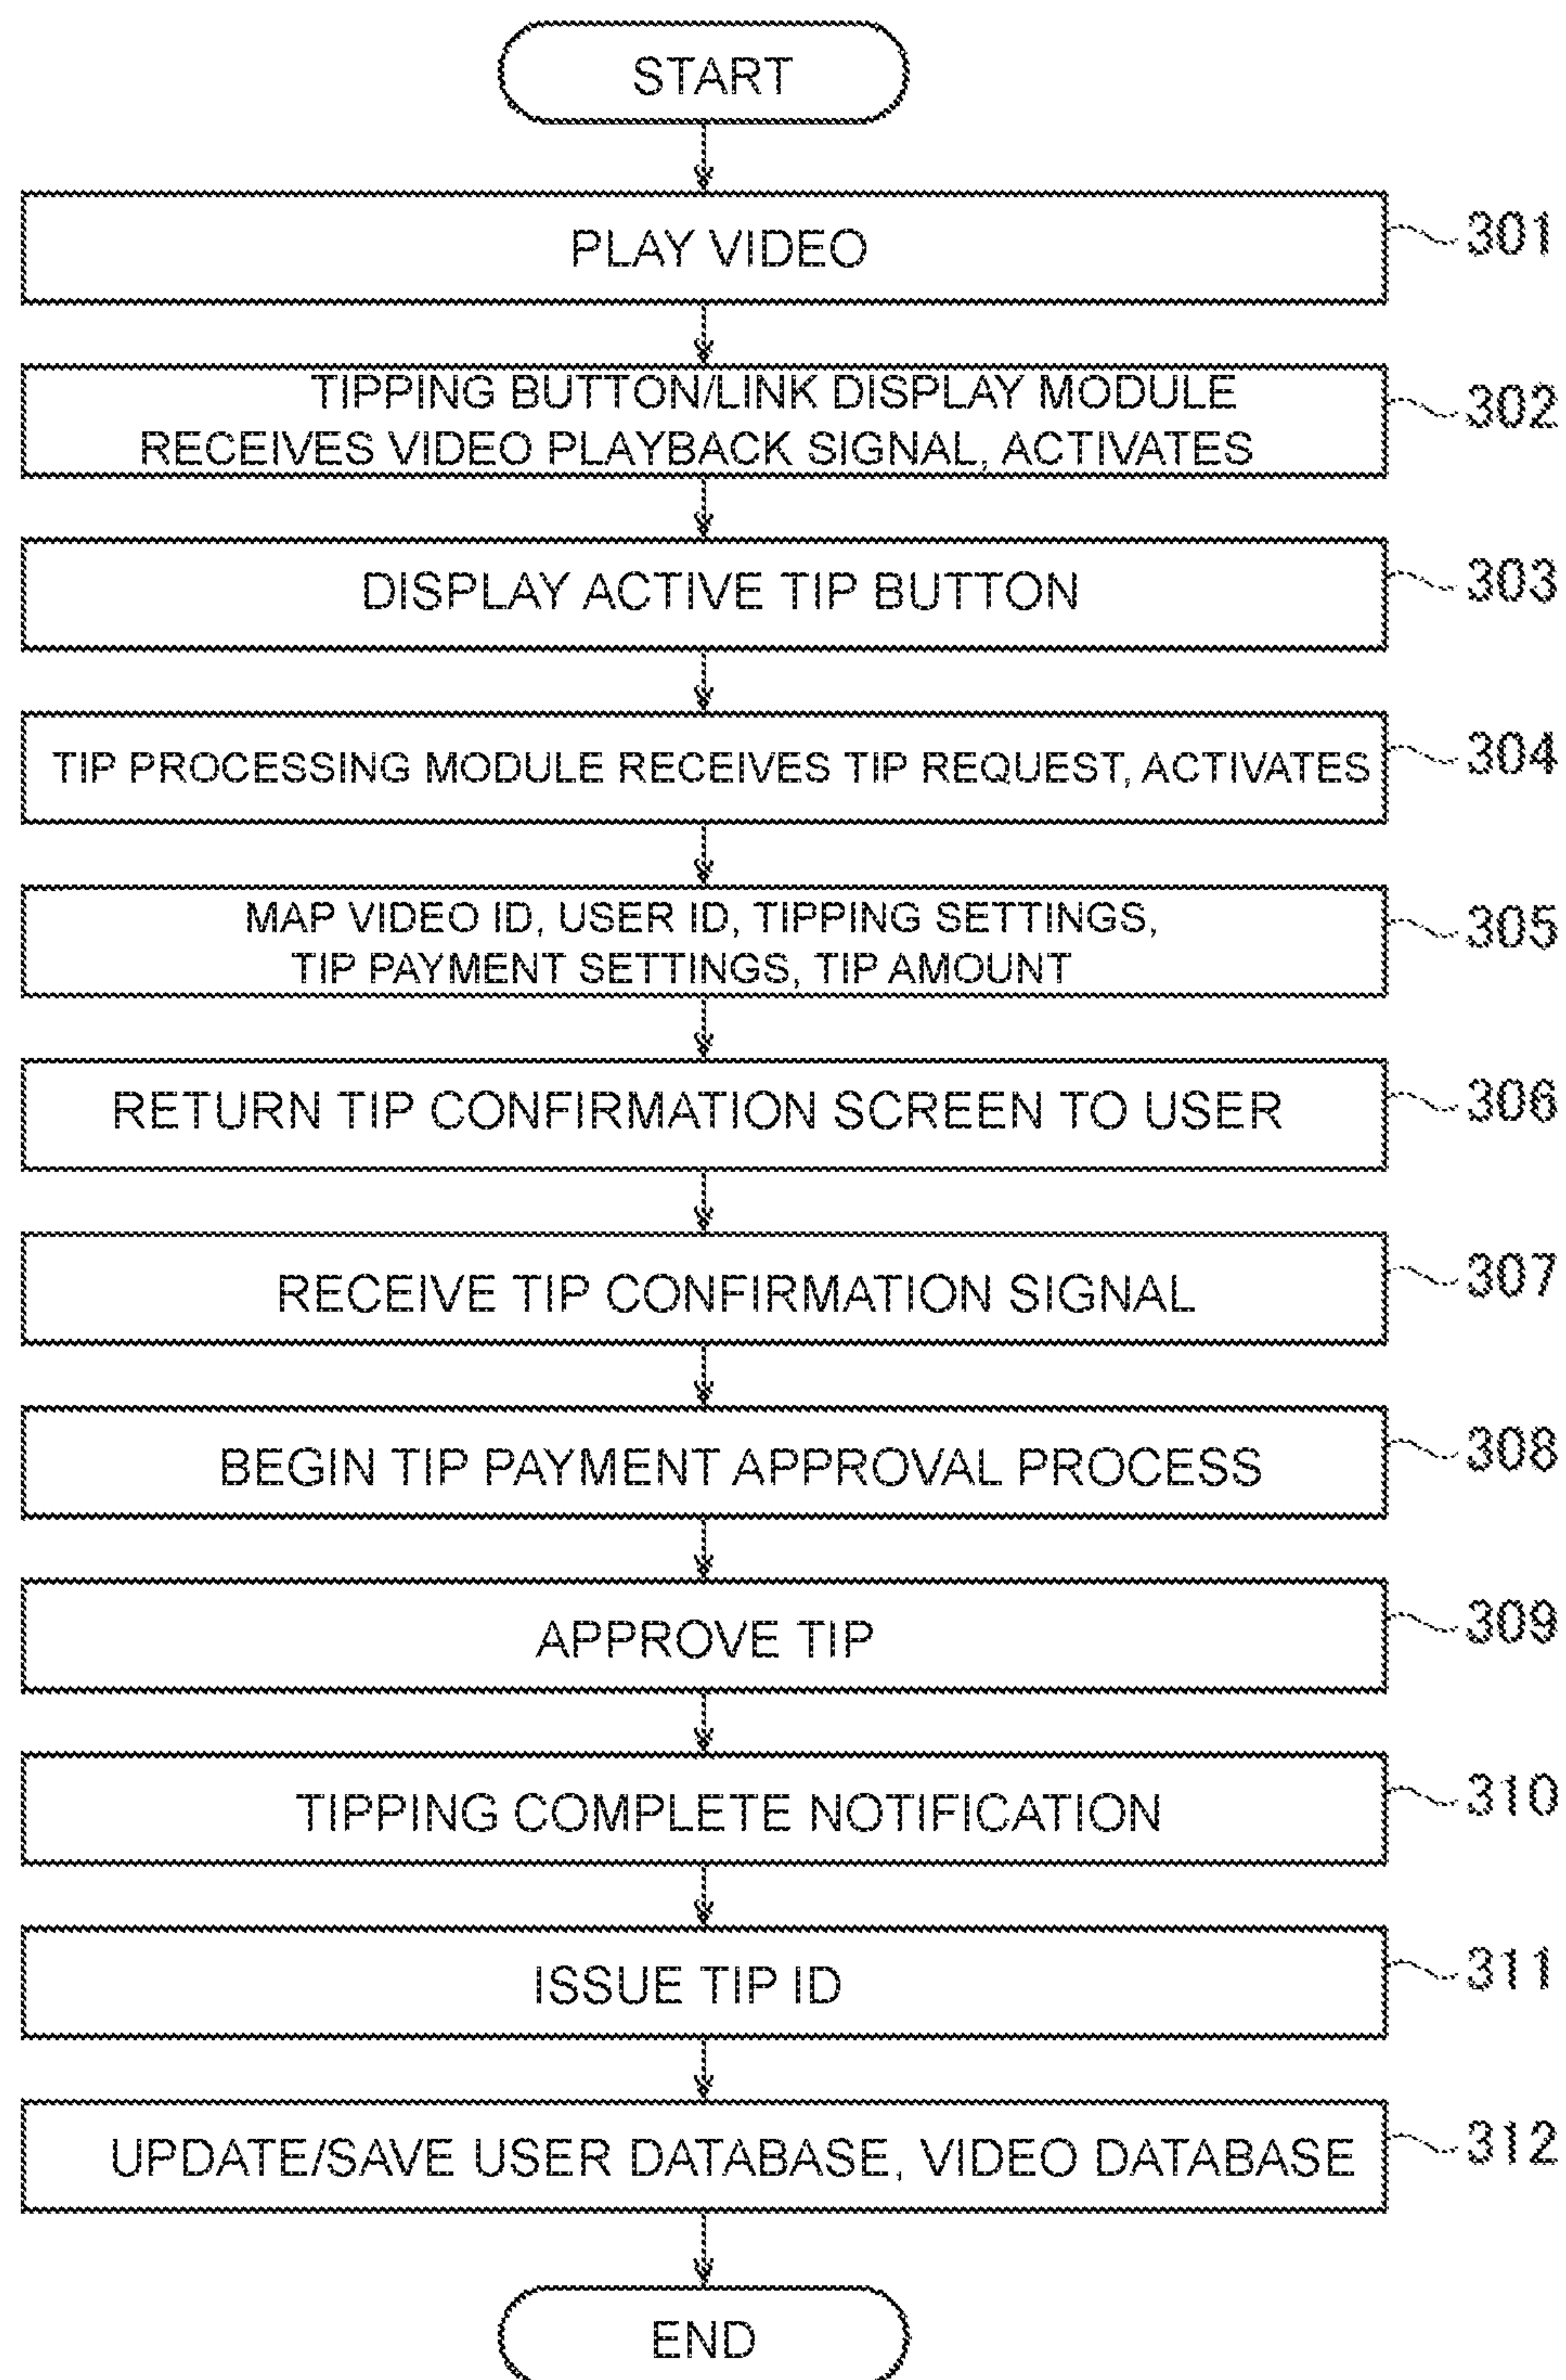 START
PLAY VIDEO
301
TIPPING BUTTON/LINK DISPLAY MODULE
RECEIVES VIDEO PLAYBACK SIGNAL, ACTIVATES
302
DISPLAY ACTIVE TIP BUTTON
303
TIP PROCESSING MODULE RECEIVES TIP REQUEST, ACTIVATES
304
MAP VIDEO ID, USER ID, TIPPING SETTINGS,
TIP PAYMENT SETTINGS, TIP AMOUNT
305
RETURN TIP CONFIRMATION SCREEN TO USER
306
RECEIVE TIP CONFIRMATION SIGNAL
307
BEGIN TIP PAYMENT APPROVAL PROCESS
308
APPROVE TIP
309
TIPPING COMPLETE NOTIFICATION
310
ISSUE TIP ID
311
UPDATE/SAVE USER DATABASE, VIDEO DATABASE
312
END